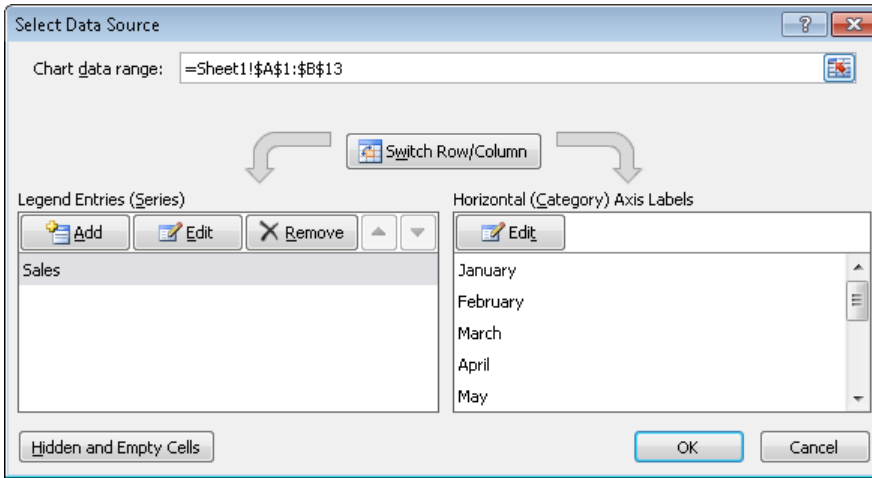 Select Data Source
Chart data range: =Sheet1!$A$1:$B$13
Switch Row/Column
Legend Entries (Series)
Horizontal (Category) Axis Labels
Add Edit Remove
Edit
Sales
January
February
March
April
May
Hidden and Empty Cells
OK Cancel